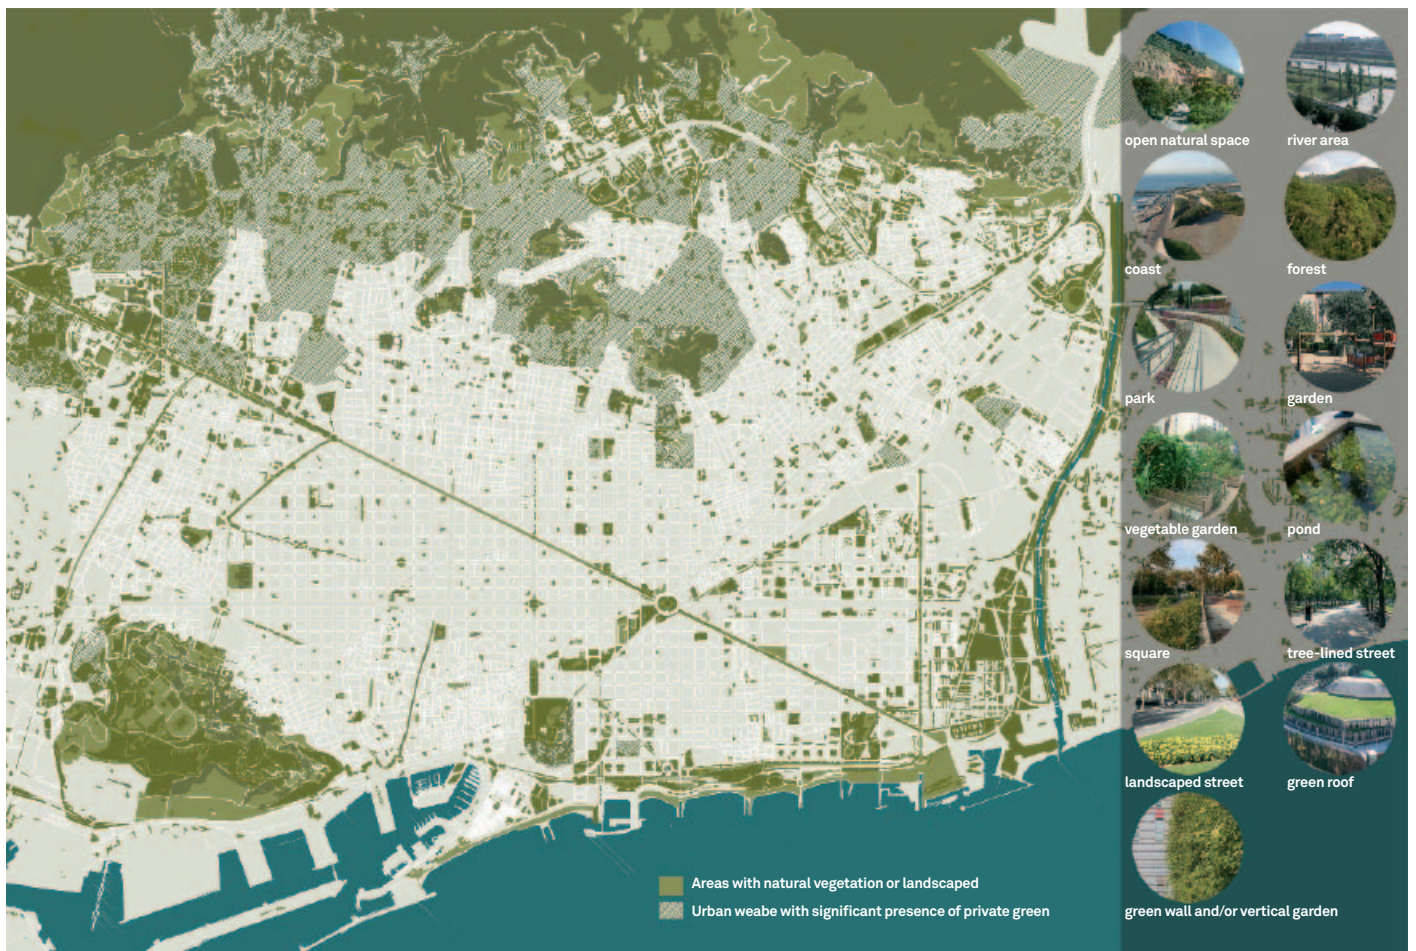 open natural space
river area
coast
forest
park
garden
vegetable garden
pond
square
tree-lined street
landscaped street
green roof
green wall and/or vertical garden
Areas with natural vegetation or landscaped
Urban weabe with significant presence of private green